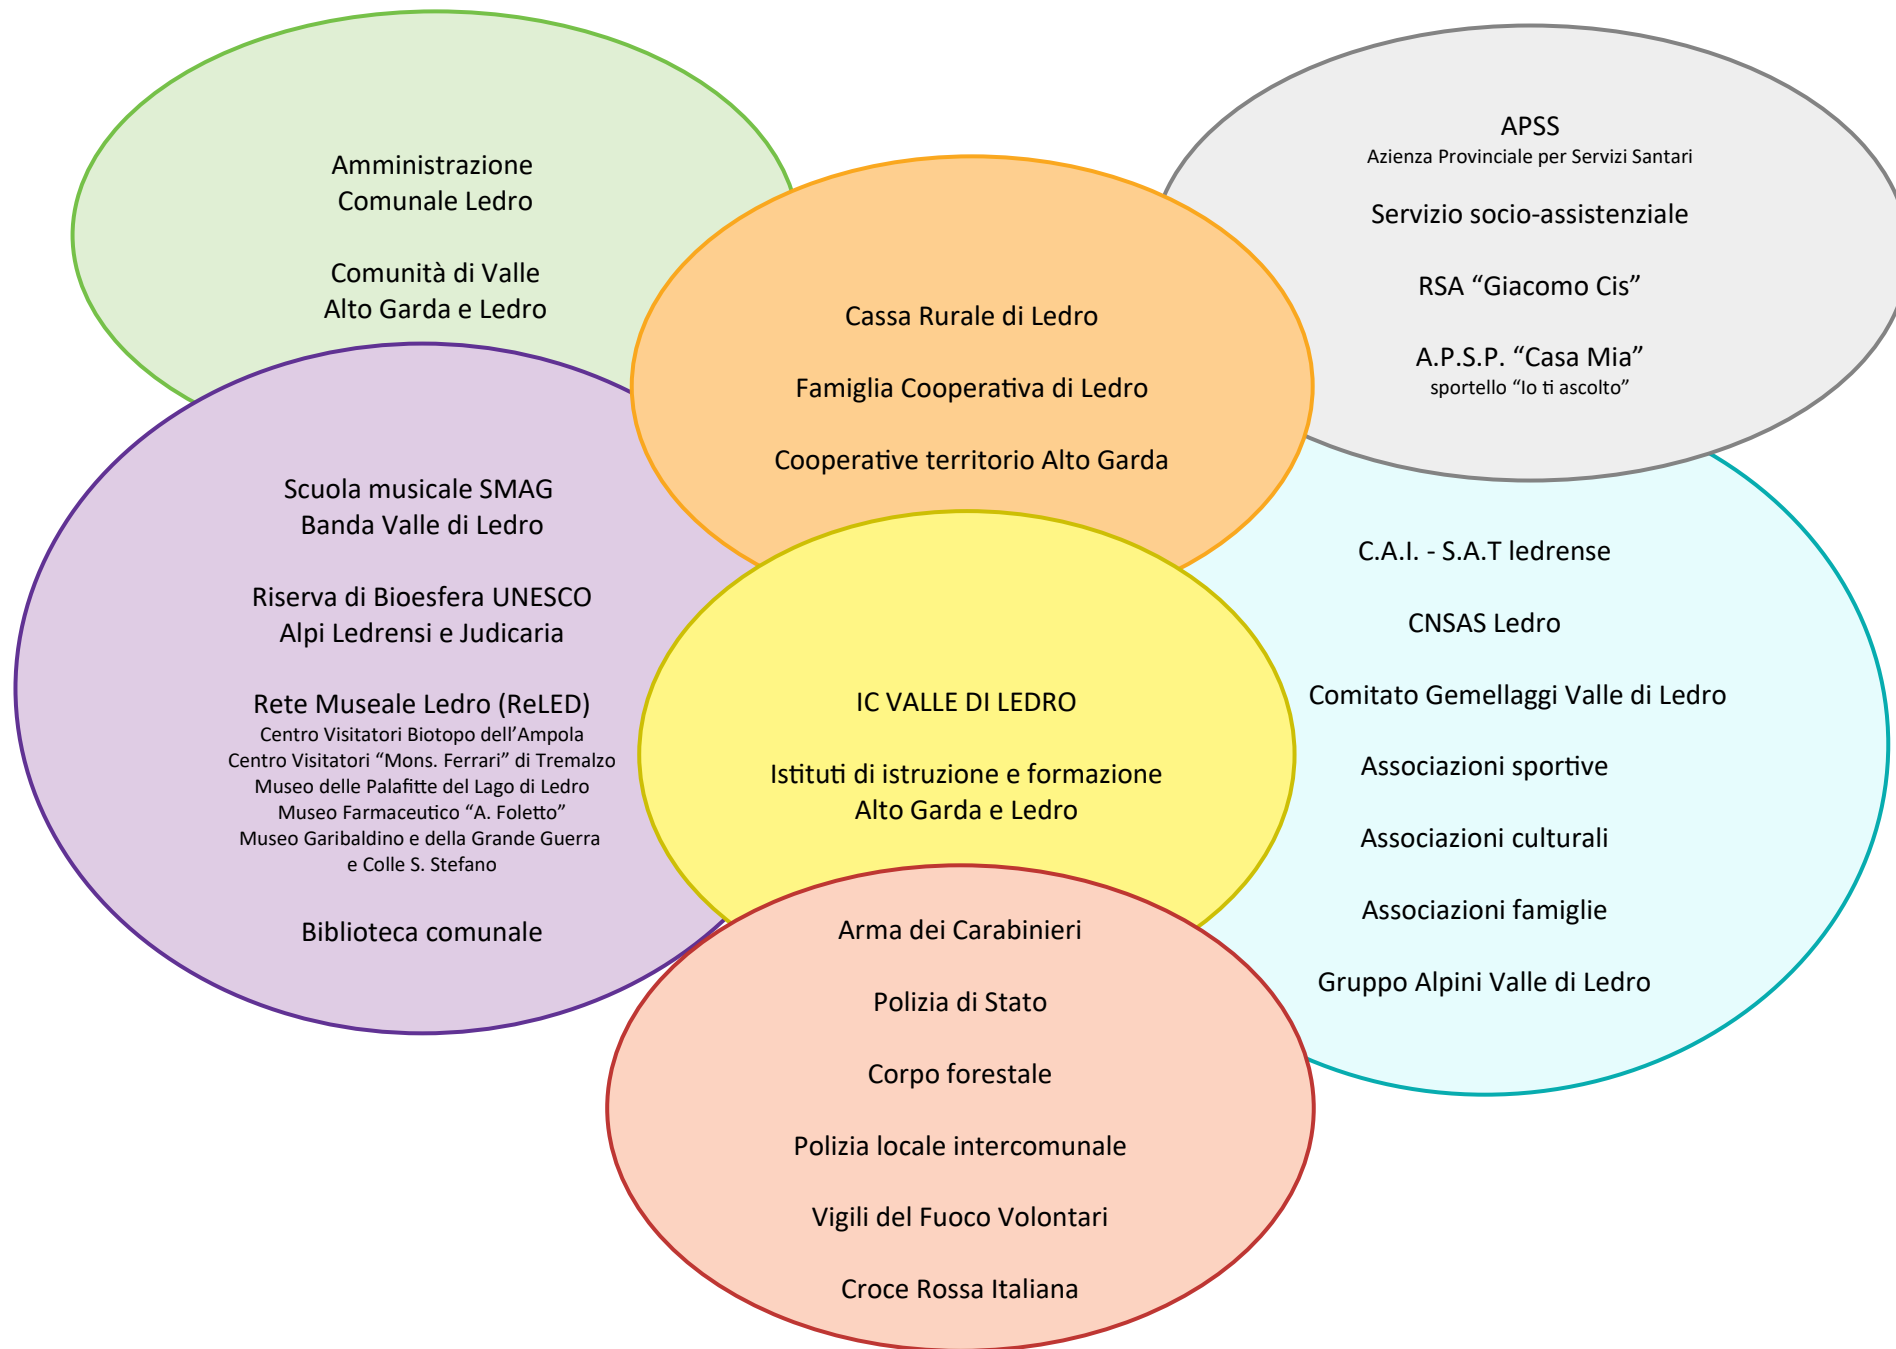 Amministrazione
Comunale Ledro
Comunità di Valle
Alto Garda e Ledro
Cassa Rurale di Ledro
Famiglia Cooperativa di Ledro
Cooperative territorio Alto Garda
APSS
Azienza Provinciale per Servizi Santari
Servizio socio-assistenziale
RSA “Giacomo Cis”
A.P.S.P. “Casa Mia”
sportello “Io ti ascolto”
Scuola musicale SMAG
Banda Valle di Ledro
Riserva di Bioesfera UNESCO
Alpi Ledrensi e Judicaria
Rete Museale Ledro (ReLED)
Centro Visitatori Biotopo dell’Ampola
Centro Visitatori “Mons. Ferrari” di Tremalzo
Museo delle Palafitte del Lago di Ledro
Museo Farmaceutico “A. Foletto”
Museo Garibaldino e della Grande Guerra
e Colle S. Stefano
Biblioteca comunale
IC VALLE DI LEDRO
Istituti di istruzione e formazione
Alto Garda e Ledro
C.A.I. - S.A.T ledrense
CNSAS Ledro
Comitato Gemellaggi Valle di Ledro
Associazioni sportive
Associazioni culturali
Associazioni famiglie
Gruppo Alpini Valle di Ledro
Arma dei Carabinieri
Polizia di Stato
Corpo forestale
Polizia locale intercomunale
Vigili del Fuoco Volontari
Croce Rossa Italiana